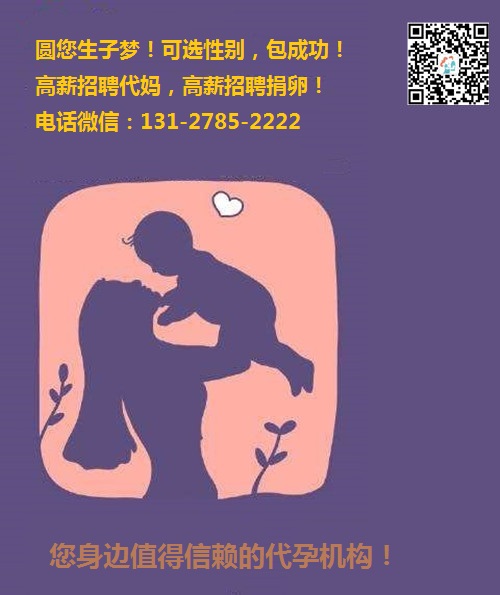 圆您生子梦！可选性别，包成功！
高薪招聘代妈，高薪招聘捐卵！
电话微信：131-2785-2222
您身边值得信赖的代孕机构！